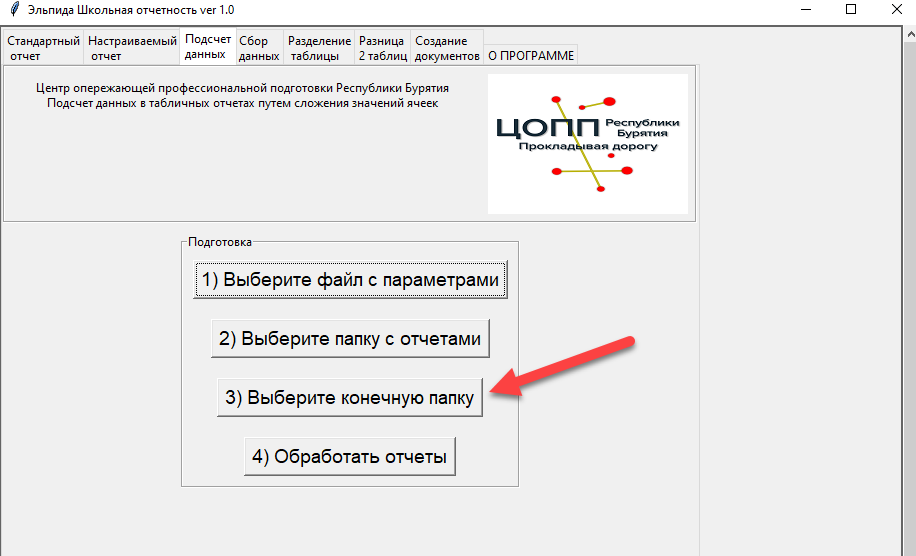 Эльпида Школьная отчетность ver 1.0
Стандартный отчет
Настраиваемый отчет
Подсчет данных
Сбор данных
Разделение таблицы
Разница 2 таблиц
Создание документов
О ПРОГРАММЕ
Центр опережающей профессиональной подготовки Республики Бурятия
Подсчет данных в табличных отчетах путем сложения значений ячеек
ЦОПП Республики
Бурятия
Прокладывая дорогу
Подготовка
1) Выберите файл с параметрами
2) Выберите папку с отчетами
3) Выберите конечную папку
4) Обработать отчеты